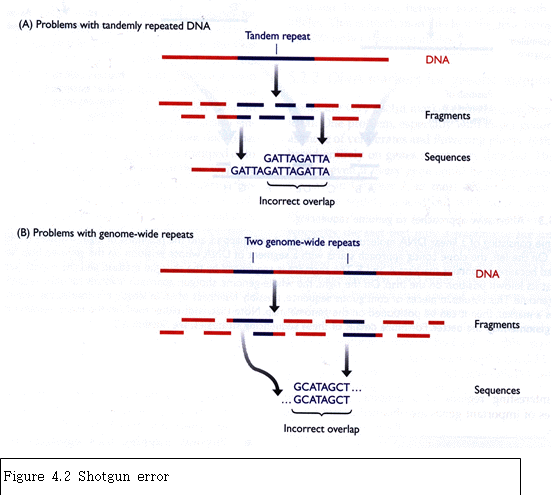 (A) Problems with tandemly repeated DNA
Tandem repeat
DNA
Fragments
GATTAGATTA
Sequences
GATTAGATTAGATTA
Incorrect overlap
(B) Problems with genome-wide repeats
Two genome-wide repeats
DNA
Fragments
GCATAGCT...
Sequences
...GCATAGCT
Incorrect overlap
Figure 4.2 Shotgun error